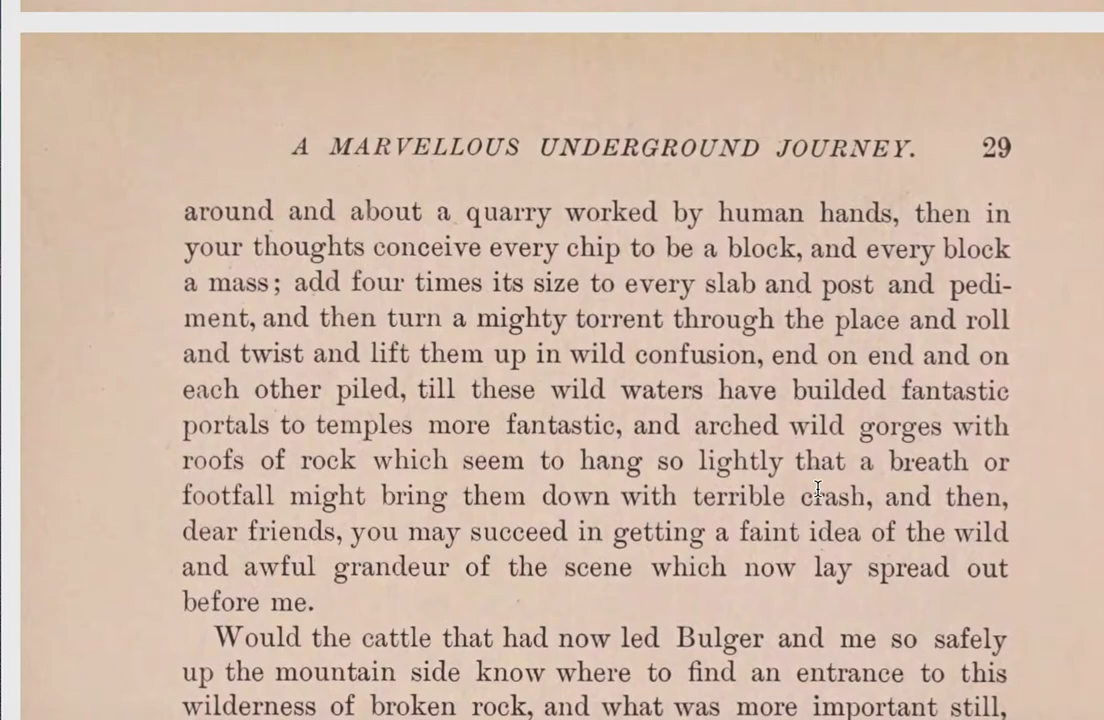 A MARVELLOUS UNDERGROUND JOURNEY. 29
around and about a quarry worked by human hands, then in
your thoughts conceive every chip to be a block, and every block
a mass; add four times its size to every slab and post and pedi-
ment, and then turn a mighty torrent through the place and roll
and twist and lift them up in wild confusion, end on end and on
each other piled, till these wild waters have builded fantastic
portals to temples more fantastic, and arched wild gorges with
roofs of rock which seem to hang so lightly that a breath or
footfall might bring them down with terrible crash, and then,
dear friends, you may succeed in getting a faint idea of the wild
and awful grandeur of the scene which now lay spread out
before me.
Would the cattle that had now led Bulger and me so safely
up the mountain side know where to find an entrance to this
wilderness of broken rock, and what was more important still,